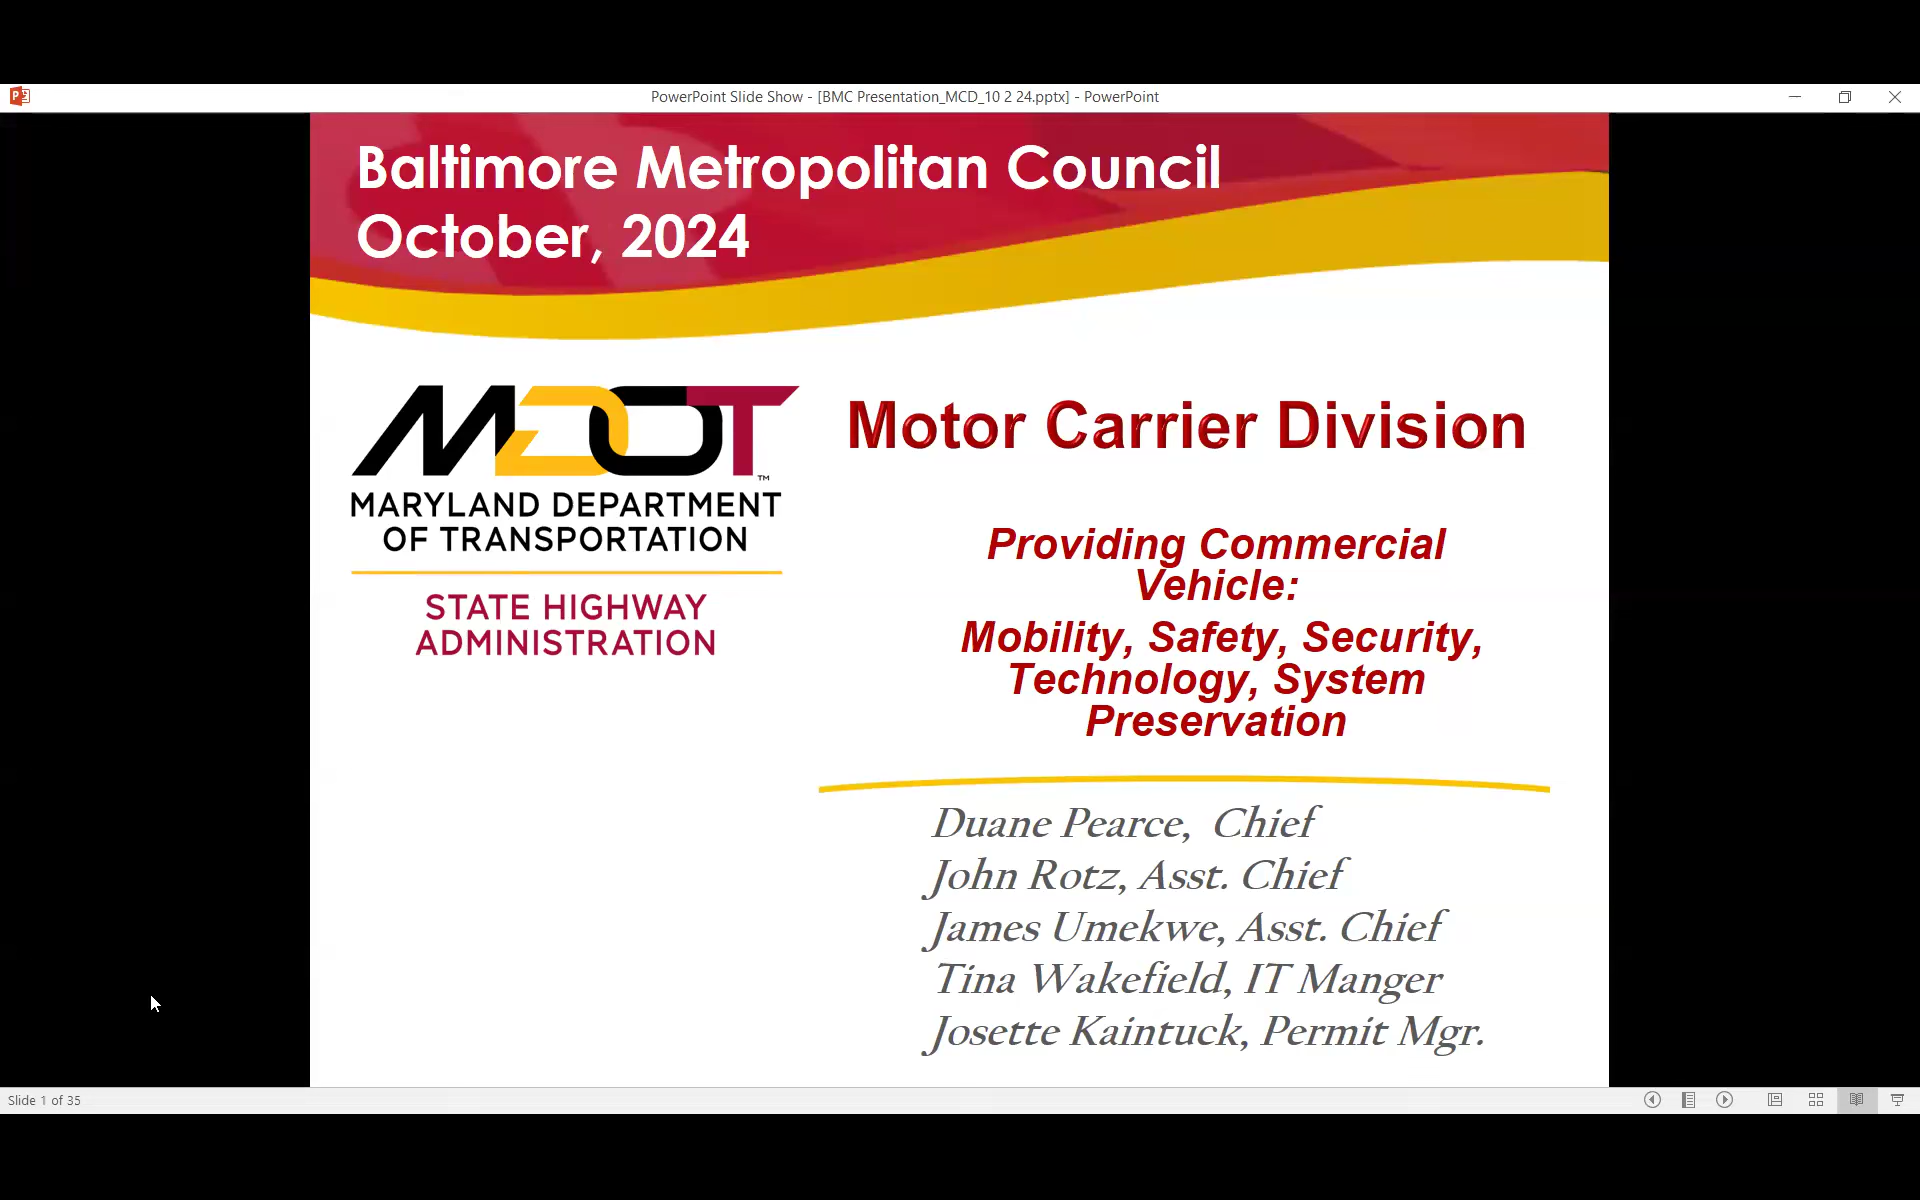 PowerPoint Slide Show - [BMC Presentation_MCD_10 2 24.pptx] - PowerPoint
Baltimore Metropolitan Council
October, 2024
MDOT™
MARYLAND DEPARTMENT
OF TRANSPORTATION
STATE HIGHWAY
ADMINISTRATION
Motor Carrier Division
Providing Commercial
Vehicle:
Mobility, Safety, Security,
Technology, System
Preservation
Duane Pearce, Chief
John Rotz, Asst. Chief
James Umekwe, Asst. Chief
Tina Wakefield, IT Manger
Josette Kaintuck, Permit Mgr.
Slide 1 of 35